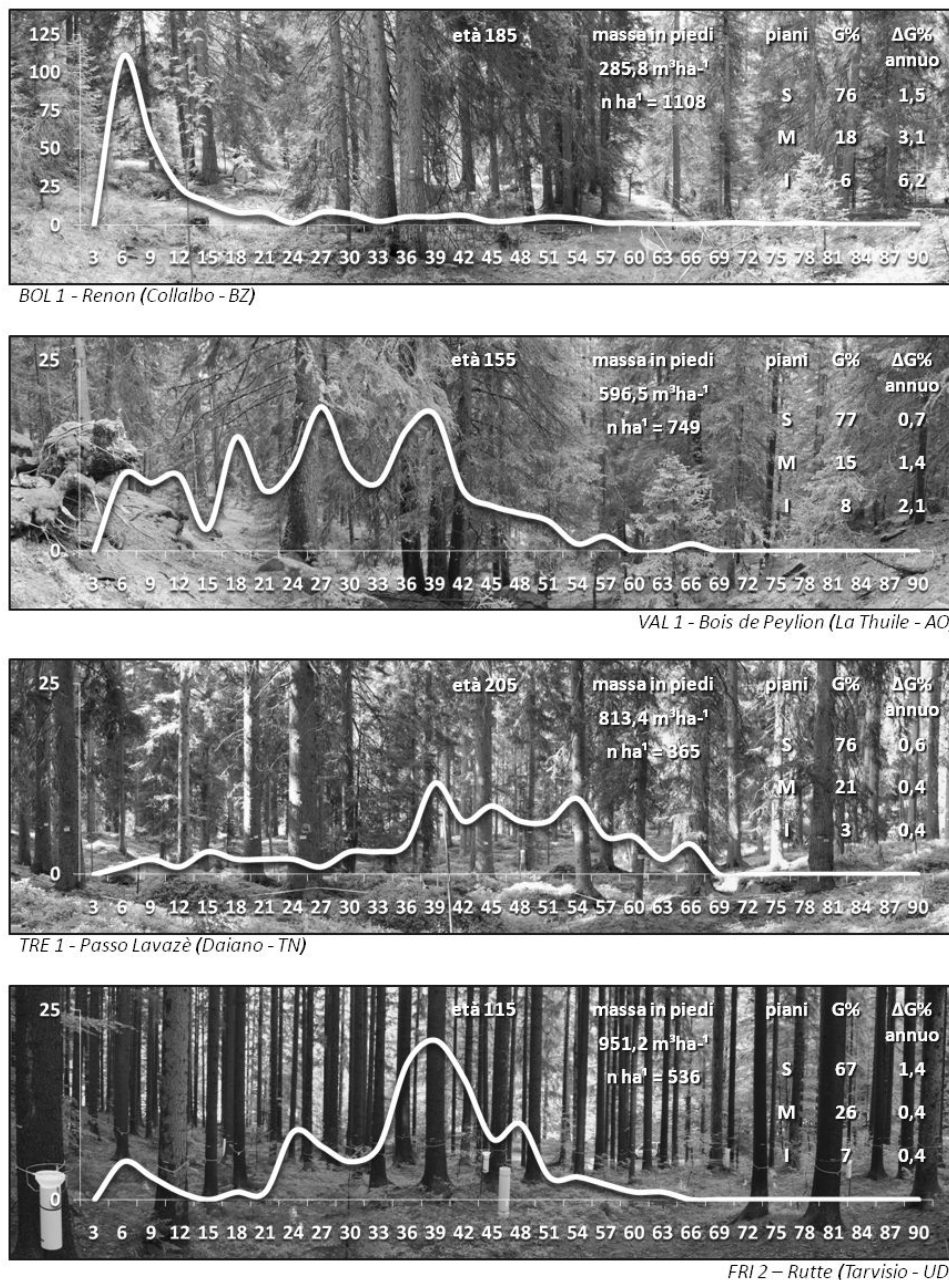 125 età 185 massa in piedi piani G% ΔG%
100 285,8 m³ha-¹ annuo
n ha¹ = 1108 S 76 1,5
75
50 M 18 3,1
25 I 6 6,2
0
3 6 9 12 15 18 21 24 27 30 33 36 39 42 45 48 51 54 57 60 63 66 69 72 75 78 81 84 87 90
BOL 1 - Renon (Collalbo - BZ)
25 età 155 massa in piedi piani G% ΔG%
596,5 m³ha-¹ annuo
n ha¹ = 749 S 77 0,7
M 15 1,4
I 8 2,1
0
3 6 9 12 15 18 21 24 27 30 33 36 39 42 45 48 51 54 57 60 63 66 69 72 75 78 81 84 87 90
VAL 1 - Bois de Peylion (La Thuile - AO
25 età 205 massa in piedi piani G% ΔG%
813,4 m³ha-¹ annuo
n ha¹ = 365 S 76 0,6
M 21 0,4
I 3 0,4
0
3 6 9 12 15 18 21 24 27 30 33 36 39 42 45 48 51 54 57 60 63 66 69 72 75 78 81 84 87 90
TRE 1 - Passo Lavazè (Daiano - TN)
25 età 115 massa in piedi piani G% ΔG%
951,2 m³ha-¹ annuo
n ha¹ = 536 S 67 1,4
M 26 0,4
I 7 0,4
0
3 6 9 12 15 18 21 24 27 30 33 36 39 42 45 48 51 54 57 60 63 66 69 72 75 78 81 84 87 90
FRI 2 – Rutte (Tarvisio - UD